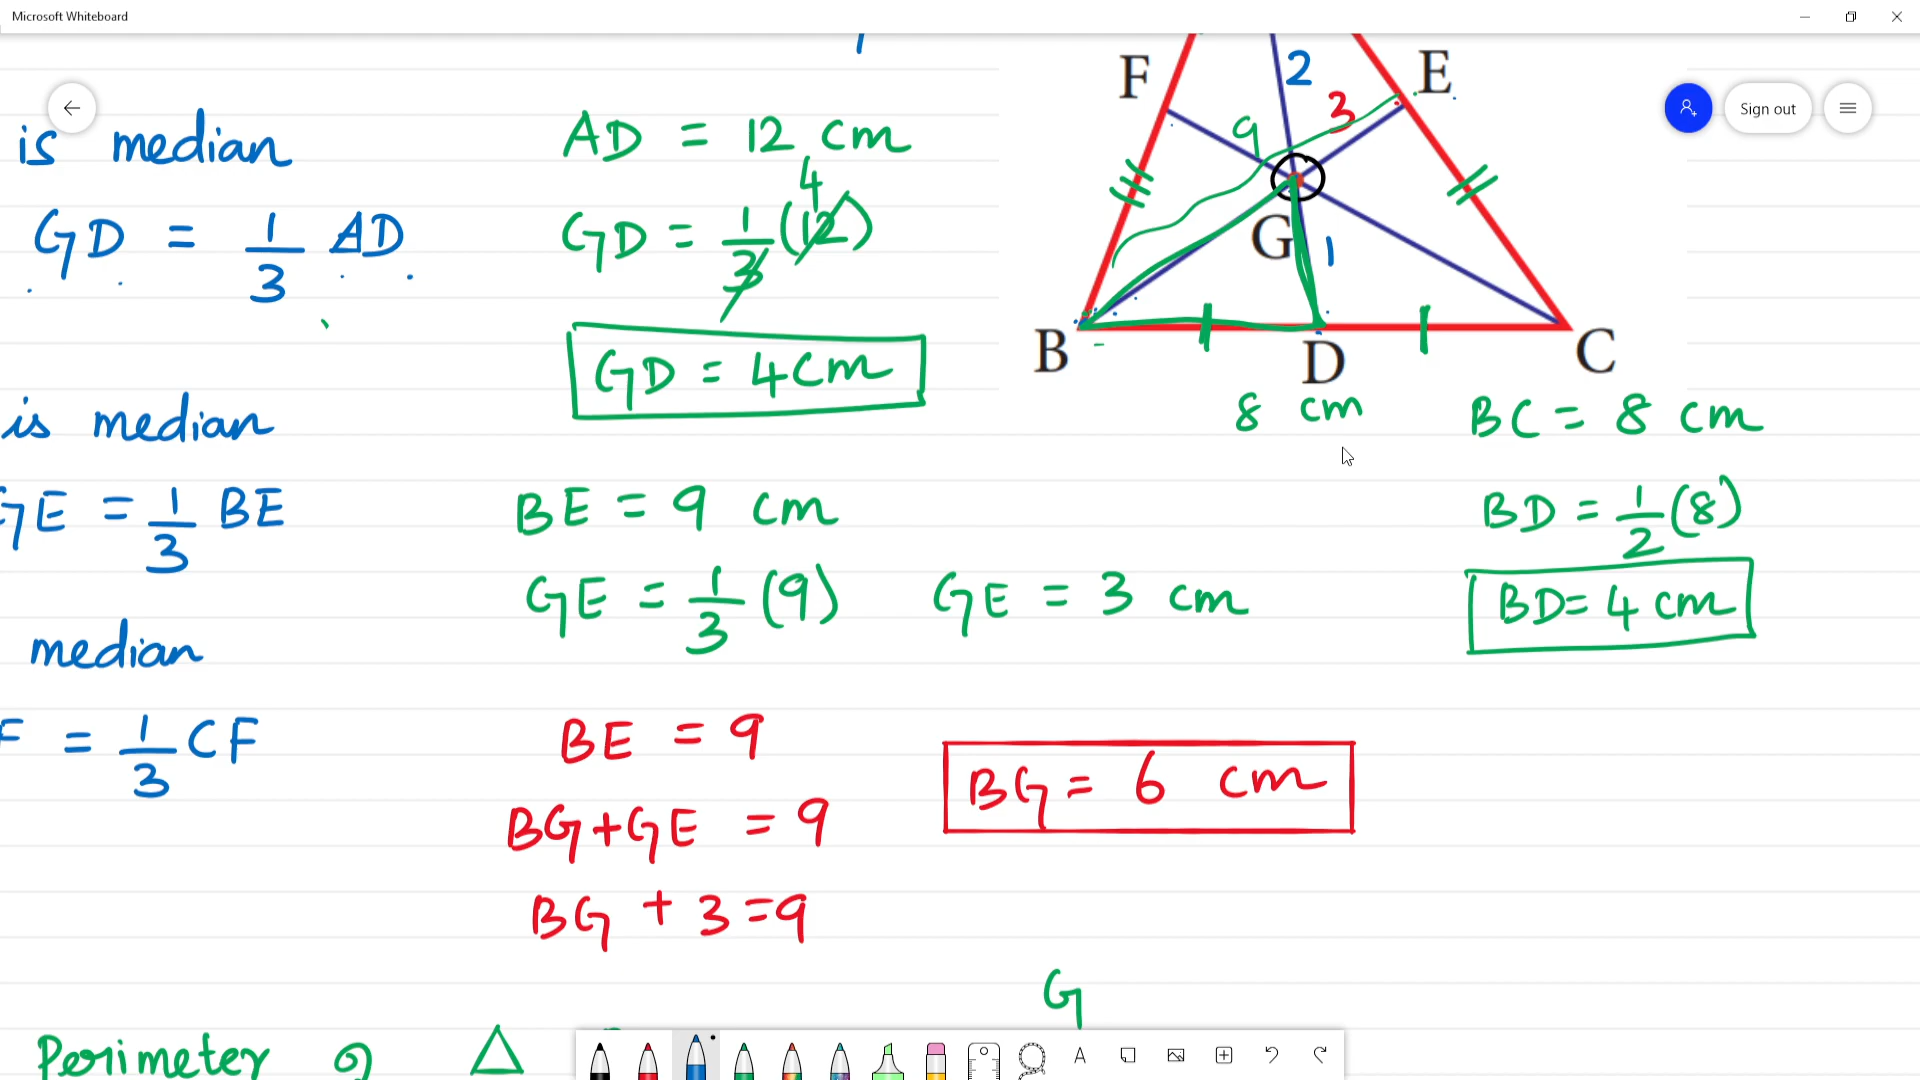 Microsoft Whiteboard
Sign out
is median
GD = 1/3 AD
is median
GE = 1/3 BE
median
F = 1/3 CF
AD = 12 cm
4
GD = 1/3 (12)
GD = 4cm
BE = 9 cm
GE = 1/3 (9) GE = 3 cm
BE = 9
BG+GE = 9
BG + 3 = 9
BG = 6 cm
F
2
E
3
9
G
1
B
D
C
8 cm
BC = 8 cm
BD = 1/2 (8)
BD = 4 cm
G
Perimeter of △
A